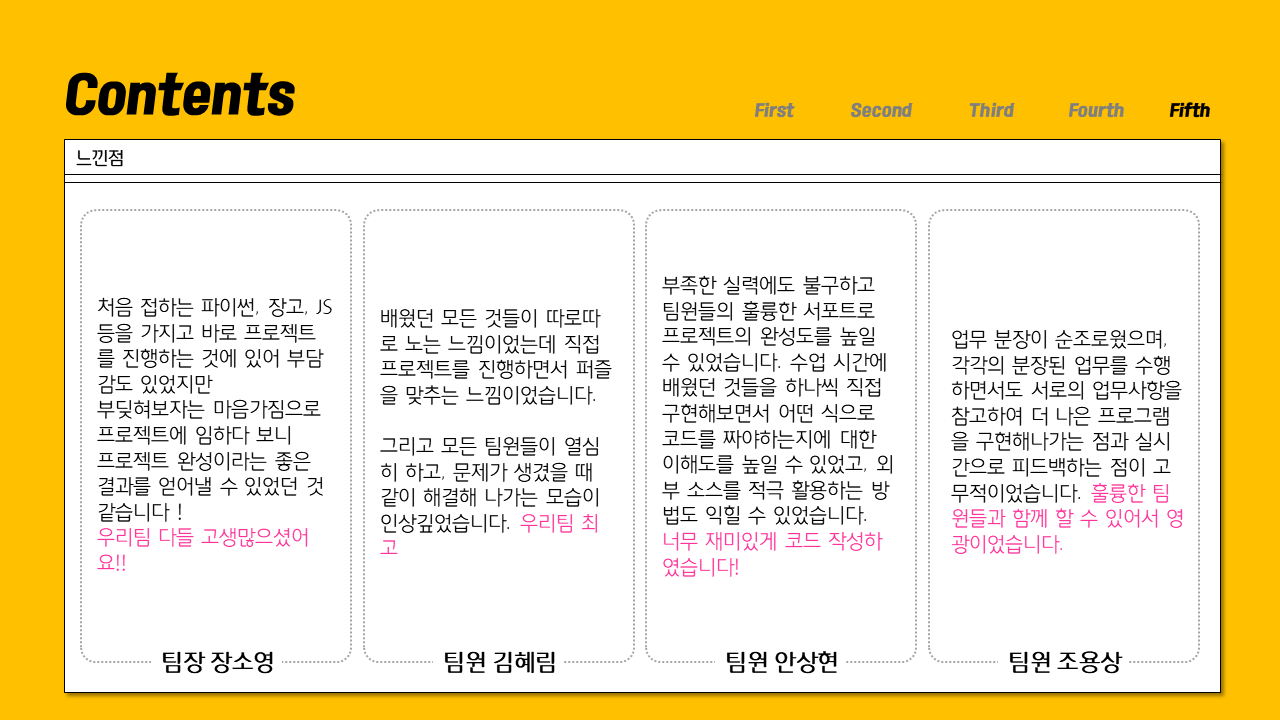 Contents
First Second Third Fourth Fifth
느낀점
처음 접하는 파이썬, 장고, JS
등을 가지고 바로 프로젝트
를 진행하는 것에 있어 부담
감도 있었지만
부딪혀보자는 마음가짐으로
프로젝트에 임하다 보니
프로젝트 완성이라는 좋은
결과를 얻어낼 수 있었던 것
같습니다 !
우리팀 다들 고생많으셨어
요!!
팀장 장소영
배웠던 모든 것들이 따로따
로 노는 느낌이었는데 직접
프로젝트를 진행하면서 퍼즐
을 맞추는 느낌이었습니다.
그리고 모든 팀원들이 열심
히 하고, 문제가 생겼을 때
같이 해결해 나가는 모습이
인상깊었습니다. 우리팀 최
고
팀원 김혜림
부족한 실력에도 불구하고
팀원들의 훌륭한 서포트로
프로젝트의 완성도를 높일
수 있었습니다. 수업 시간에
배웠던 것들을 하나씩 직접
구현해보면서 어떤 식으로
코드를 짜야하는지에 대한
이해도를 높일 수 있었고, 외
부 소스를 적극 활용하는 방
법도 익힐 수 있었습니다.
너무 재미있게 코드 작성하
였습니다!
팀원 안상현
업무 분장이 순조로웠으며,
각각의 분장된 업무를 수행
하면서도 서로의 업무사항을
참고하여 더 나은 프로그램
을 구현해나가는 점과 실시
간으로 피드백하는 점이 고
무적이었습니다. 훌륭한 팀
원들과 함께 할 수 있어서 영
광이었습니다.
팀원 조용상